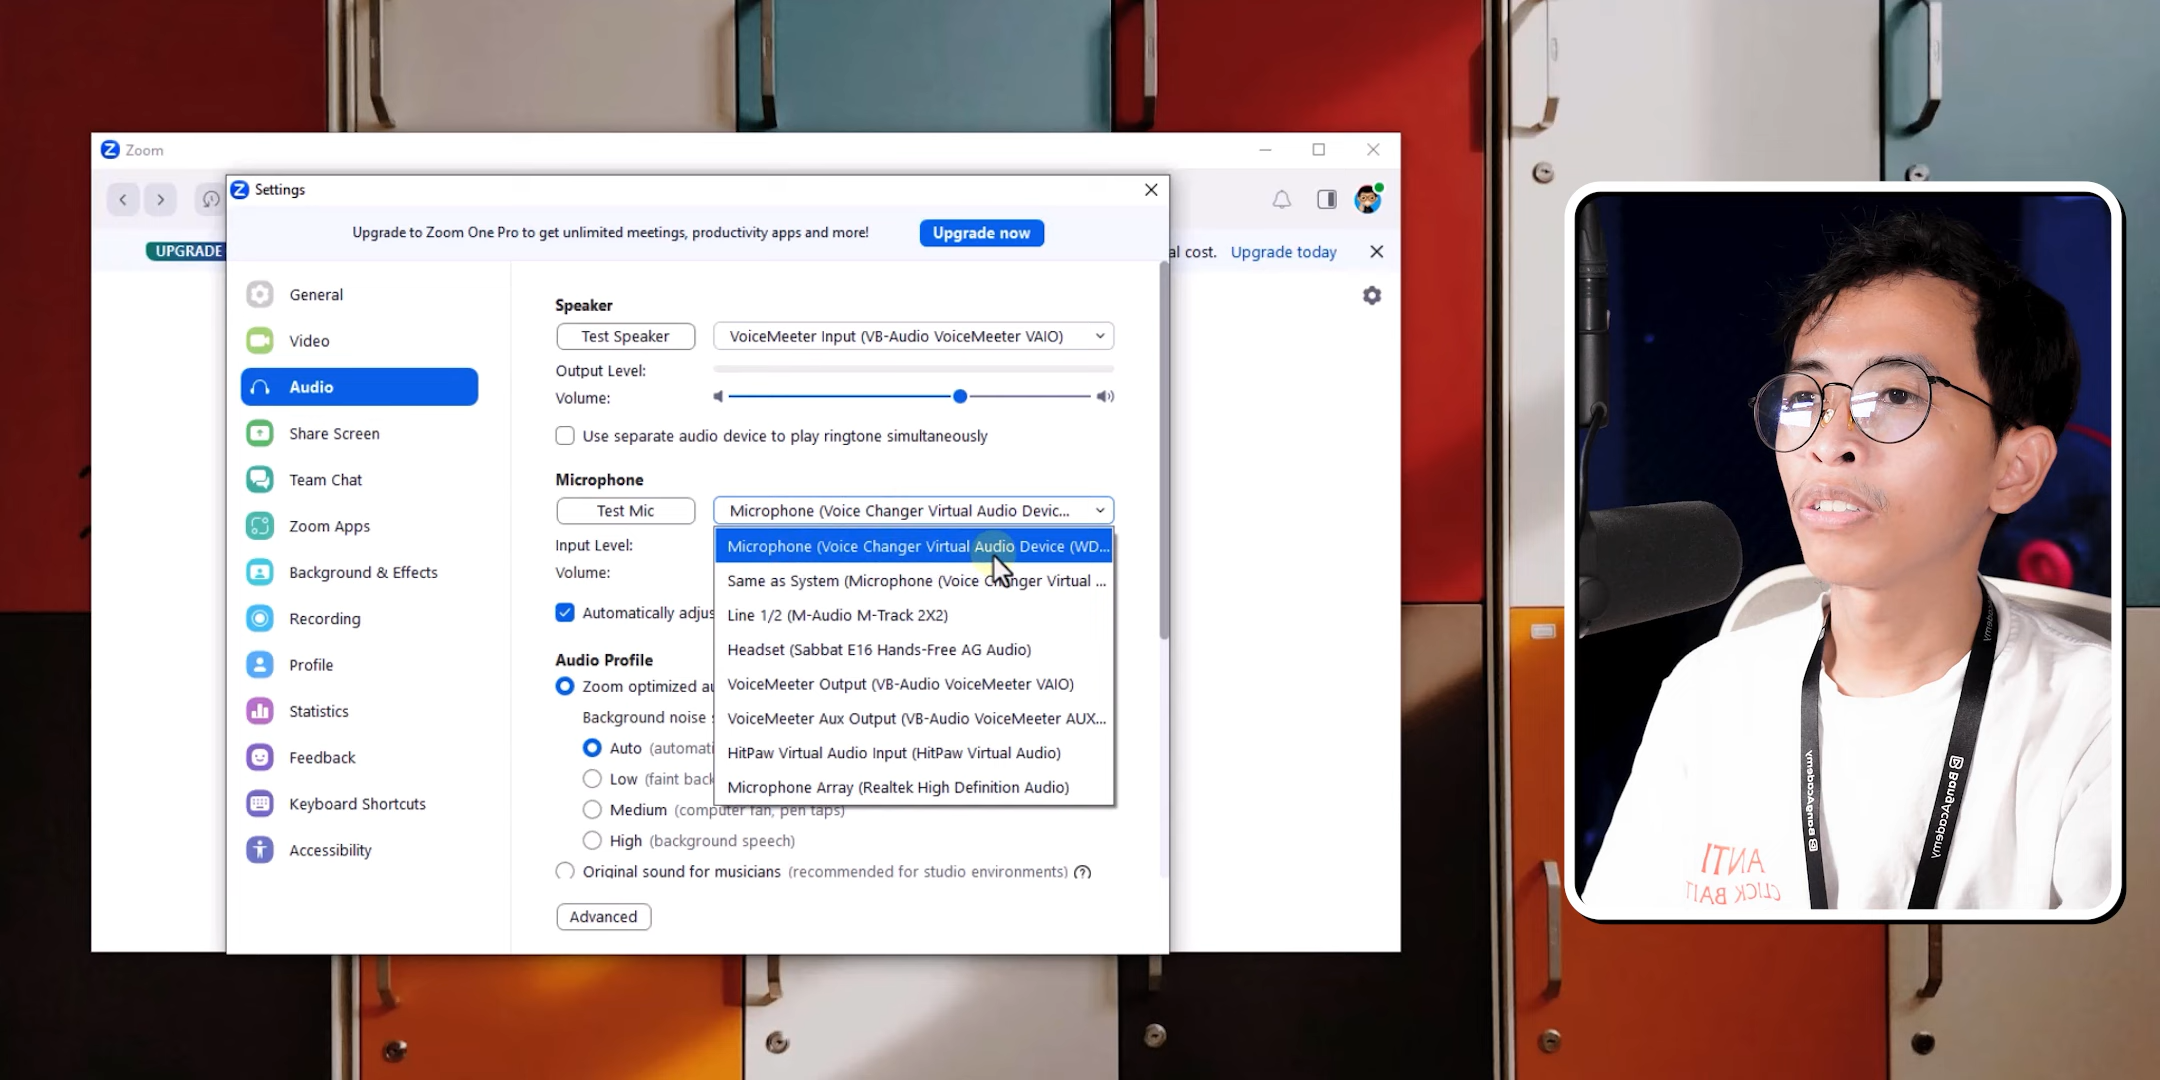 Zoom
Settings
Upgrade to Zoom One Pro to get unlimited meetings, productivity apps and more!
Upgrade now
UPGRADE
al cost.
Upgrade today
General
Video
Audio
Share Screen
Team Chat
Zoom Apps
Background & Effects
Recording
Profile
Statistics
Feedback
Keyboard Shortcuts
Accessibility
Speaker
Test Speaker
VoiceMeeter Input (VB-Audio VoiceMeeter VAIO)
Output Level:
Volume:
Use separate audio device to play ringtone simultaneously
Microphone
Test Mic
Microphone (Voice Changer Virtual Audio Devic...
Input Level:
Volume:
Microphone (Voice Changer Virtual Audio Device (WD...
Same as System (Microphone (Voice Changer Virtual ...
Line 1/2 (M-Audio M-Track 2X2)
Headset (Sabbat E16 Hands-Free AG Audio)
VoiceMeeter Output (VB-Audio VoiceMeeter VAIO)
VoiceMeeter Aux Output (VB-Audio VoiceMeeter AUX...
HitPaw Virtual Audio Input (HitPaw Virtual Audio)
Microphone Array (Realtek High Definition Audio)
Automatically adjus
Audio Profile
Zoom optimized au
Background noise s
Auto (automati
Low (faint back
Medium (computer fan, pen taps)
High (background speech)
Original sound for musicians (recommended for studio environments)
Advanced
ANTI
CLICK BAIT
BangAcademy
BangAcademy